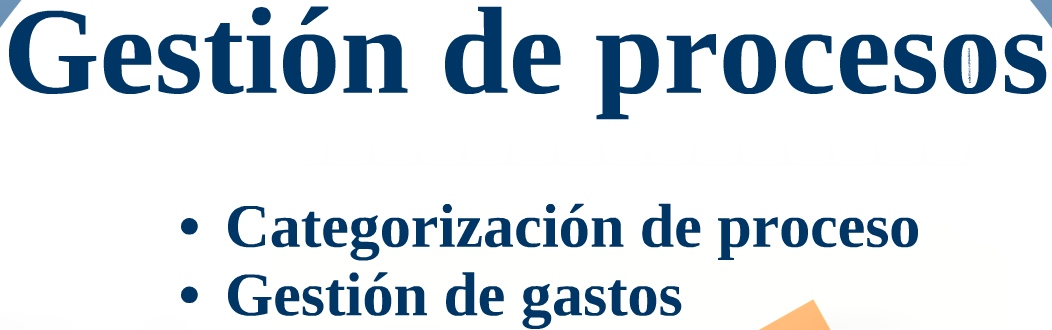 Gestión de procesos
• Categorización de proceso
• Gestión de gastos